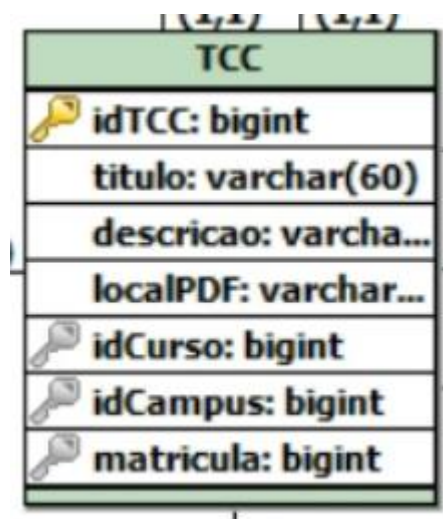 (1,1) (1,1)
TCC
idTCC: bigint
titulo: varchar(60)
descricao: varcha...
localPDF: varchar...
idCurso: bigint
idCampus: bigint
matricula: bigint